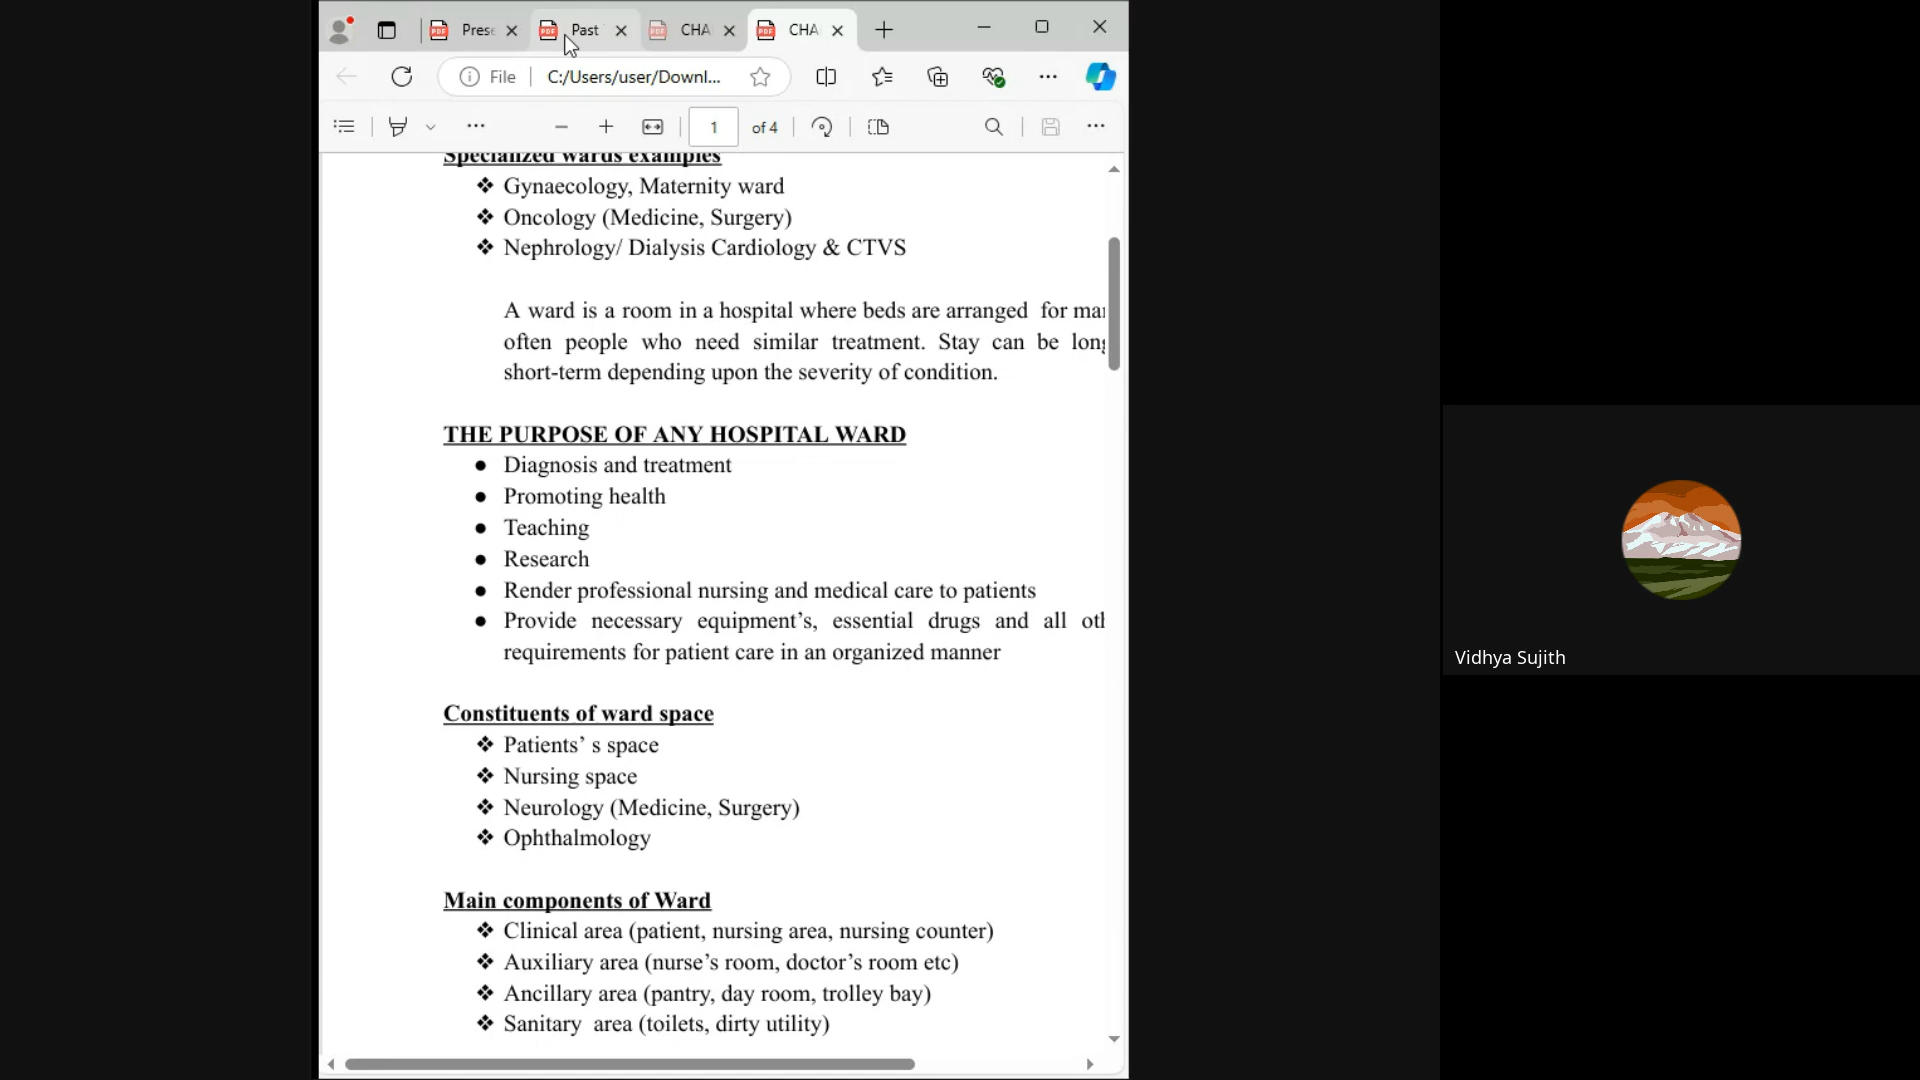 Prese
Past
CHA
CHA
File
C:/Users/user/Downl...
1
of 4
Specialized wards examples
❖ Gynaecology, Maternity ward
❖ Oncology (Medicine, Surgery)
❖ Nephrology/ Dialysis Cardiology & CTVS
A ward is a room in a hospital where beds are arranged for
often people who need similar treatment. Stay can be
short-term depending upon the severity of condition.
THE PURPOSE OF ANY HOSPITAL WARD
● Diagnosis and treatment
● Promoting health
● Teaching
● Research
● Render professional nursing and medical care to patients
● Provide necessary equipment’s, essential drugs and all
requirements for patient care in an organized manner
Constituents of ward space
❖ Patients’ s space
❖ Nursing space
❖ Neurology (Medicine, Surgery)
❖ Ophthalmology
Main components of Ward
❖ Clinical area (patient, nursing area, nursing counter)
❖ Auxiliary area (nurse’s room, doctor’s room etc)
❖ Ancillary area (pantry, day room, trolley bay)
❖ Sanitary area (toilets, dirty utility)
Vidhya Sujith